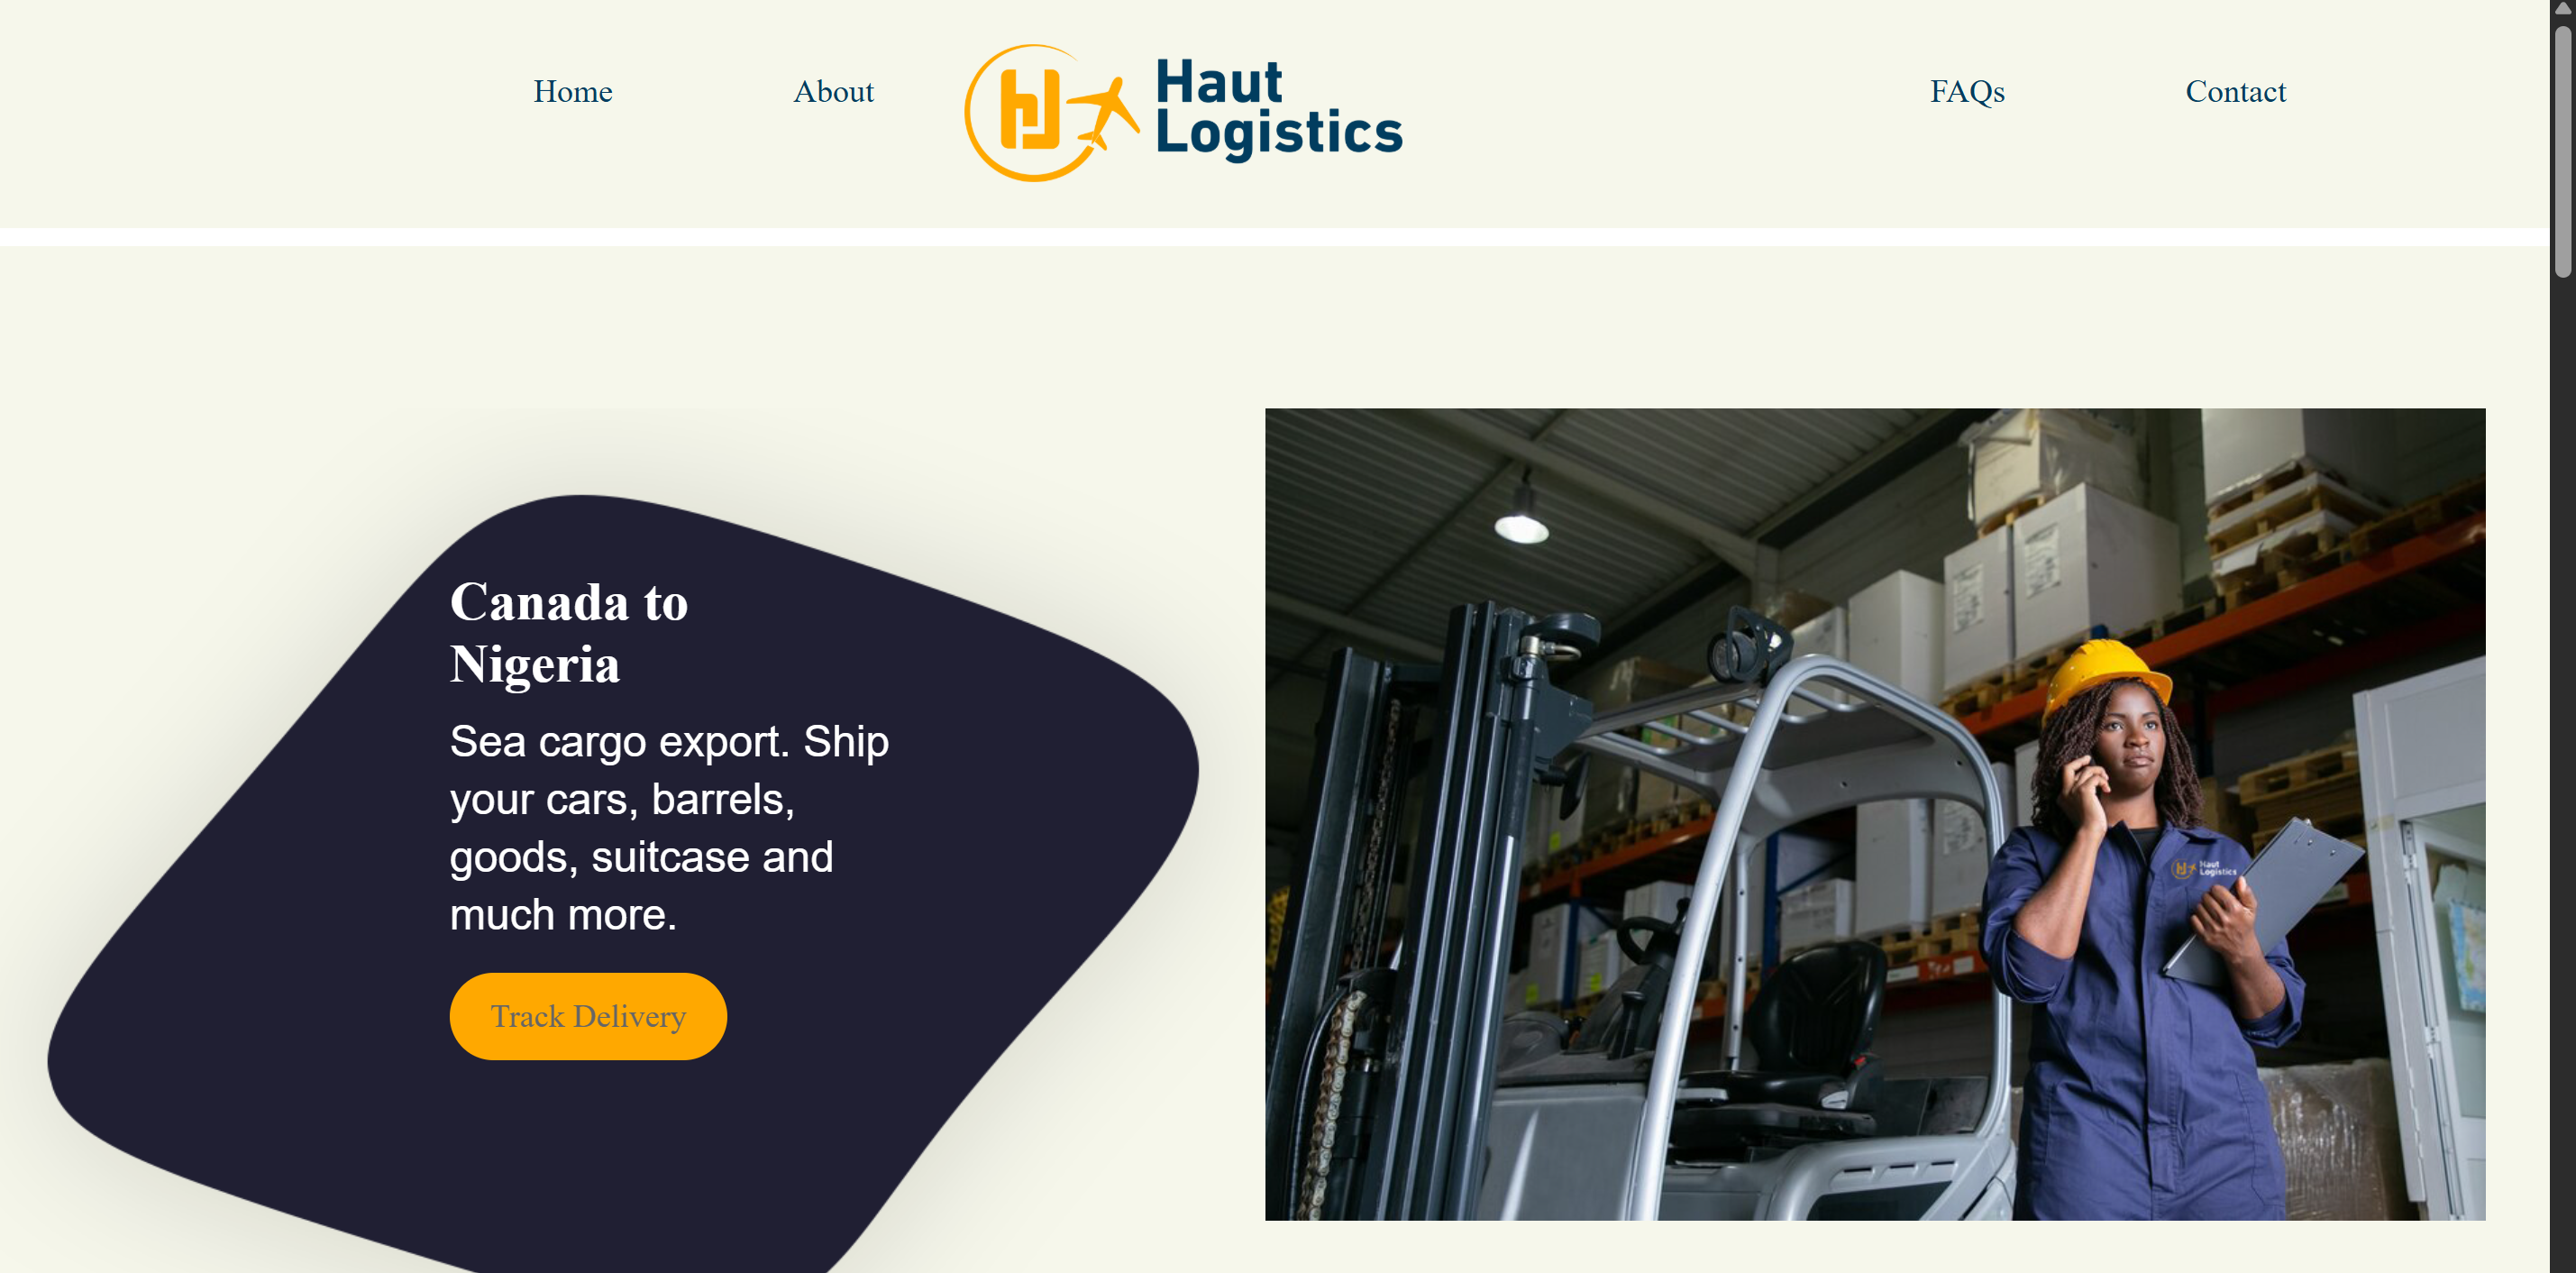 Home
About
Haut
Logistics
FAQs
Contact
Canada to
Nigeria
Sea cargo export. Ship
your cars, barrels,
goods, suitcase and
much more.
Track Delivery
Haut
Logistics